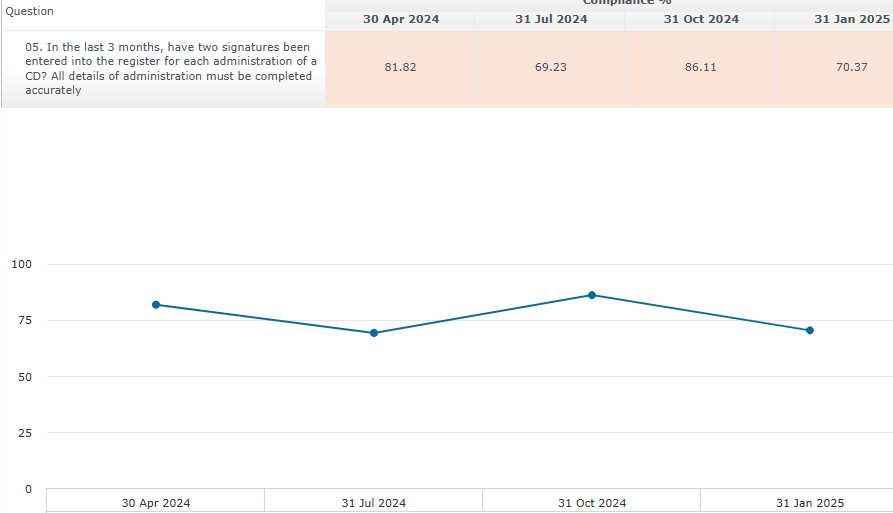 Compliance %
Question
30 Apr 2024 31 Jul 2024 31 Oct 2024 31 Jan 2025
05. In the last 3 months, have two signatures been
entered into the register for each administration of a
CD? All details of administration must be completed
accurately
81.82 69.23 86.11 70.37
100
75
50
25
0
30 Apr 2024 31 Jul 2024 31 Oct 2024 31 Jan 2025